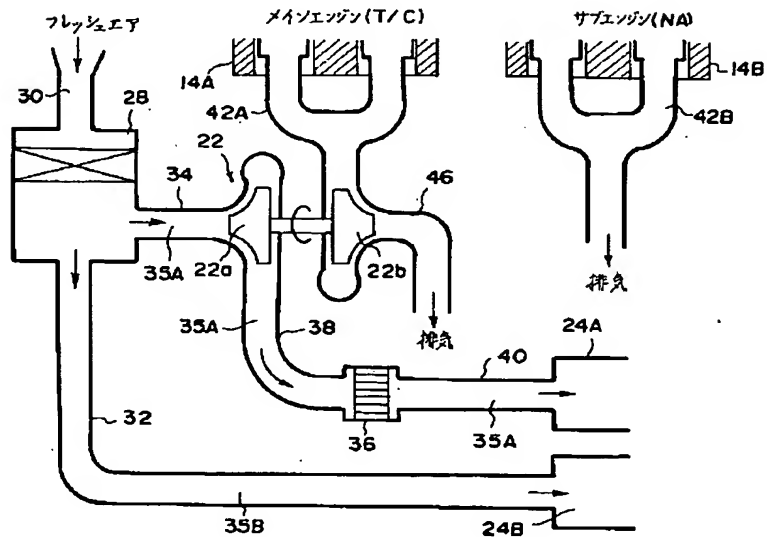 フレッシュエア
メインエンジン(T/C)
サブエンジン(NA)
30
28
14A
42A
14B
42B
34
22
46
35A
22a
22b
排気
排気
35A
38
24A
40
36
35A
32
35B
24B